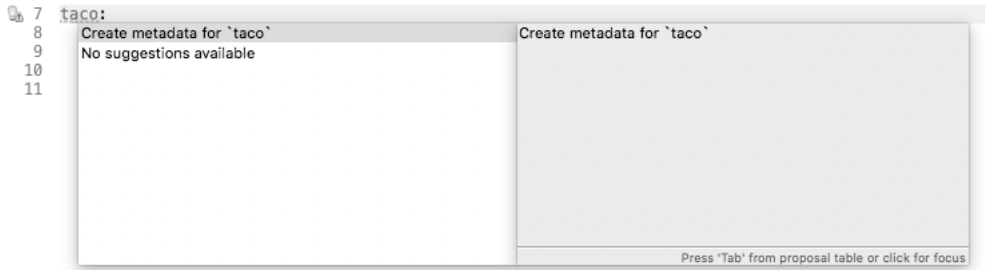 7 taco:
8 Create metadata for `taco` Create metadata for `taco`
9 No suggestions available
10
11
Press 'Tab' from proposal table or click for focus